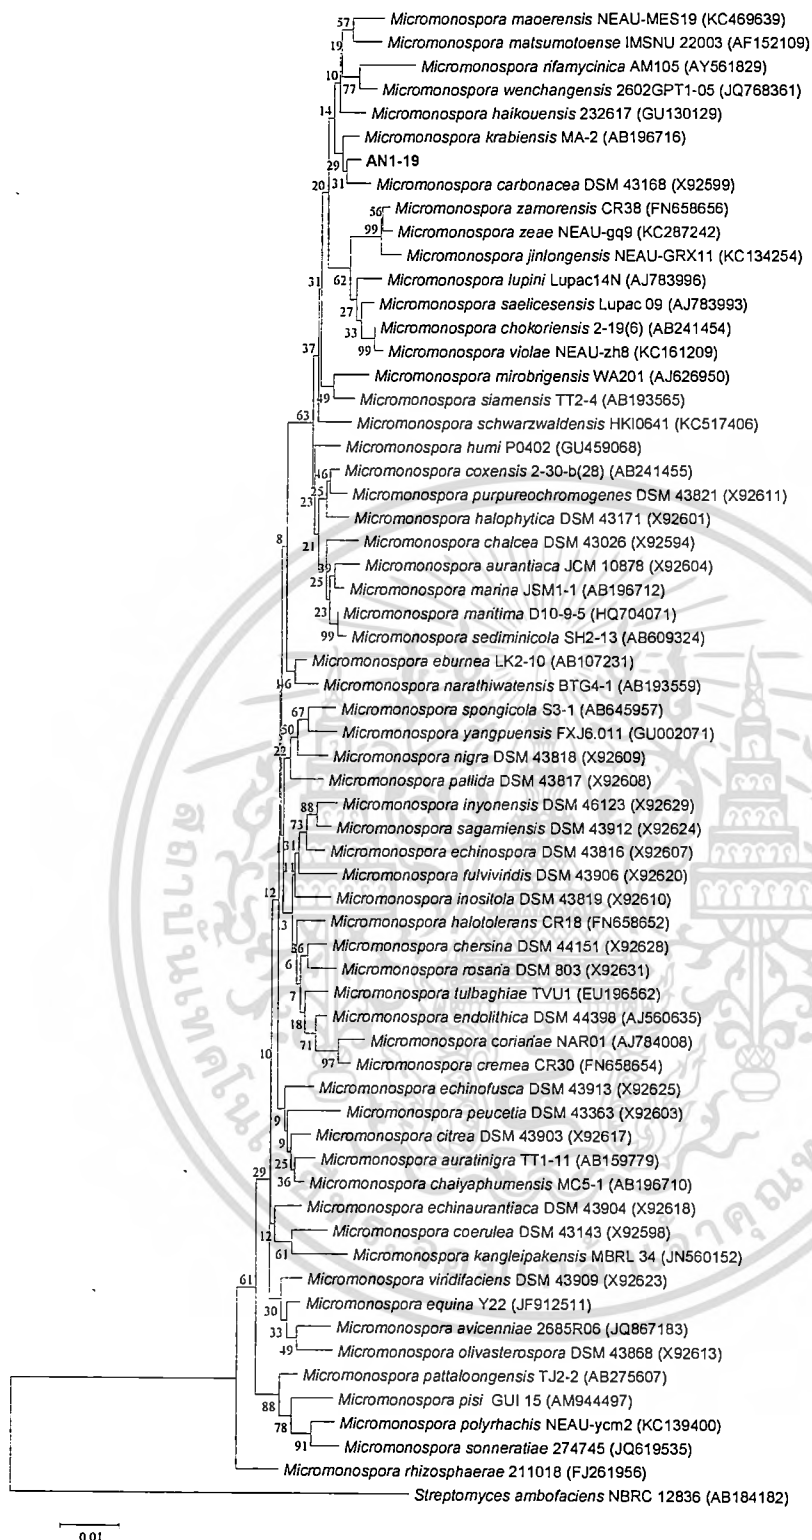 57
Micromonospora maoerensis NEAU-MES19 (KC469639)
19
Micromonospora matsumotoense IMSNU 22003 (AF152109)
Micromonospora rifamycinica AM105 (AY561829)
10
77
Micromonospora wenchangensis 2602GPT1-05 (JQ768361)
14
Micromonospora haikouensis 232617 (GU130129)
Micromonospora krabiensis MA-2 (AB196716)
AN1-19
29
31
Micromonospora carbonacea DSM 43168 (X92599)
20
56
Micromonospora zamorensis CR38 (FN658656)
99
Micromonospora zeae NEAU-gq9 (KC287242)
Micromonospora jinlongensis NEAU-GRX11 (KC134254)
31
62
Micromonospora lupini Lupac14N (AJ783996)
27
Micromonospora saelicesensis Lupac 09 (AJ783993)
33
Micromonospora chokoriensis 2-19(6) (AB241454)
99
Micromonospora violae NEAU-zh8 (KC161209)
37
Micromonospora mirobrigensis WA201 (AJ626950)
49
Micromonospora siamensis TT2-4 (AB193565)
63
Micromonospora schwarzwaldensis HKI0641 (KC517406)
Micromonospora humi P0402 (GU459068)
46
Micromonospora coxensis 2-30-b(28) (AB241455)
25
Micromonospora purpureochromogenes DSM 43821 (X92611)
23
Micromonospora halophytica DSM 43171 (X92601)
8
21
Micromonospora chalcea DSM 43026 (X92594)
39
Micromonospora aurantiaca JCM 10878 (X92604)
25
Micromonospora marina JSM1-1 (AB196712)
23
Micromonospora maritima D10-9-5 (HQ704071)
99
Micromonospora sediminicola SH2-13 (AB609324)
Micromonospora eburnea LK2-10 (AB107231)
Micromonospora narathiwatensis BTG4-1 (AB193559)
67
Micromonospora spongicola S3-1 (AB645957)
50
Micromonospora yangpuensis FXJ6.011 (GU002071)
22
Micromonospora nigra DSM 43818 (X92609)
Micromonospora pallida DSM 43817 (X92608)
88
Micromonospora inyonensis DSM 46123 (X92629)
73
Micromonospora sagamiensis DSM 43912 (X92624)
31
Micromonospora echinospora DSM 43816 (X92607)
11
Micromonospora fulviviridis DSM 43906 (X92620)
12
Micromonospora inositola DSM 43819 (X92610)
3
Micromonospora halotolerans CR18 (FN658652)
Micromonospora chersina DSM 44151 (X92628)
6
Micromonospora rosaria DSM 803 (X92631)
7
Micromonospora tulbaghiae TVU1 (EU196562)
18
Micromonospora endolithica DSM 44398 (AJ560635)
71
Micromonospora coriariae NAR01 (AJ784008)
10
97
Micromonospora cremea CR30 (FN658654)
Micromonospora echinofusca DSM 43913 (X92625)
9
Micromonospora peucetia DSM 43363 (X92603)
9
Micromonospora citrea DSM 43903 (X92617)
25
Micromonospora auratinigra TT1-11 (AB159779)
29
36
Micromonospora chaiyaphumensis MC5-1 (AB196710)
Micromonospora echinaurantiaca DSM 43904 (X92618)
12
Micromonospora coerulea DSM 43143 (X92598)
61
Micromonospora kangleipakensis MBRL 34 (JN560152)
61
Micromonospora viridifaciens DSM 43909 (X92623)
30
Micromonospora equina Y22 (JF912511)
33
Micromonospora avicenniae 2685R06 (JQ867183)
49
Micromonospora olivasterospora DSM 43868 (X92613)
Micromonospora pattaloongensis TJ2-2 (AB275607)
88
Micromonospora pisi GUI 15 (AM944497)
78
Micromonospora polyrhachis NEAU-ycm2 (KC139400)
91
Micromonospora sonneratiae 274745 (JQ619535)
Micromonospora rhizosphaerae 211018 (FJ261956)
Streptomyces ambofaciens NBRC 12836 (AB184182)
0.01